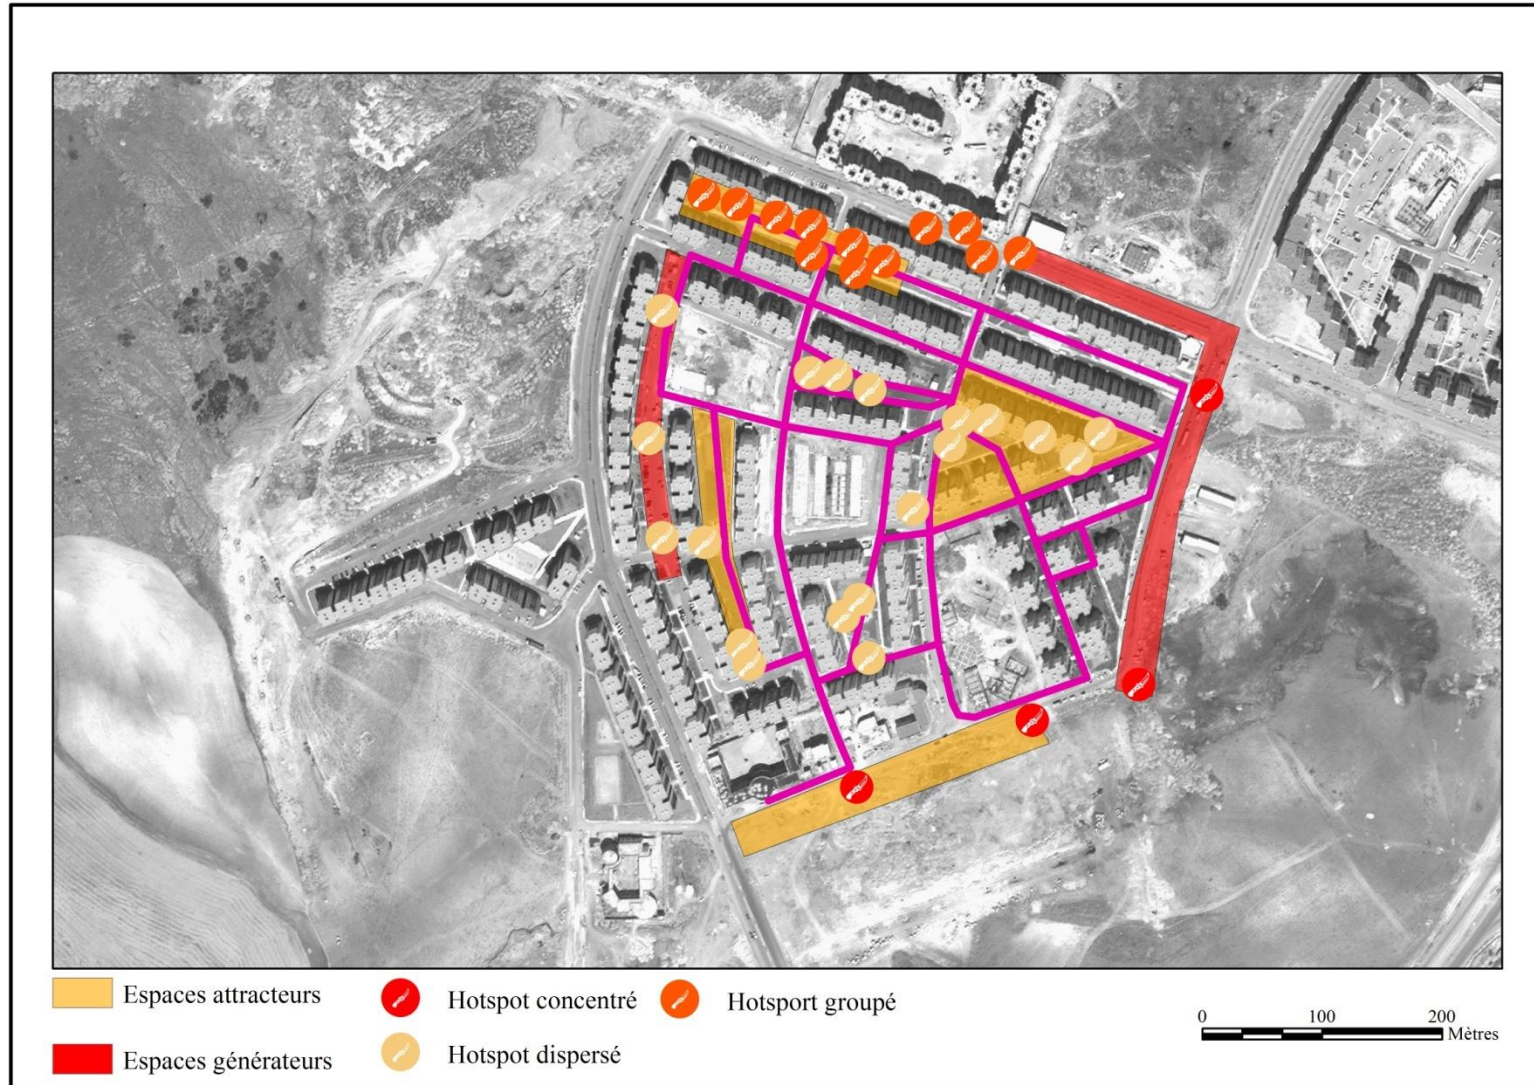 Espaces attracteurs
Hotspot concentré
Hotsport groupé
Espaces générateurs
Hotspot dispersé
0 100 200
Mètres